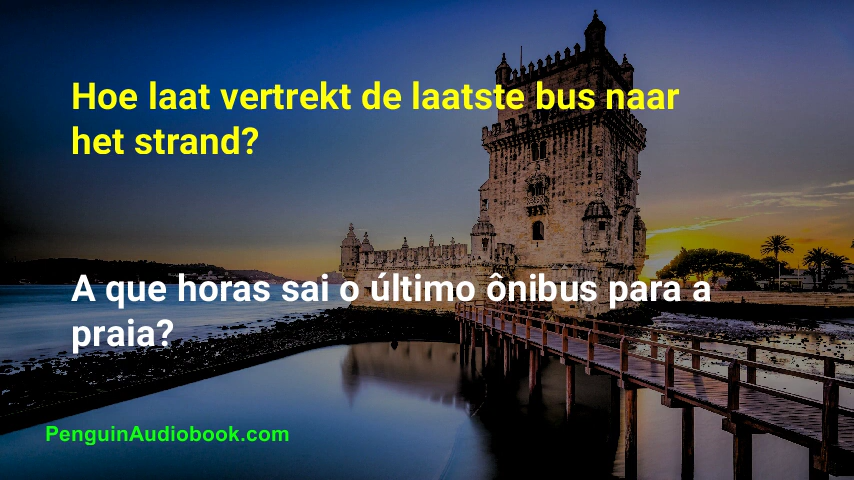 Hoe laat vertrekt de laatste bus naar
het strand?
A que horas sai o último ônibus para a
praia?
PenguinAudiobook.com